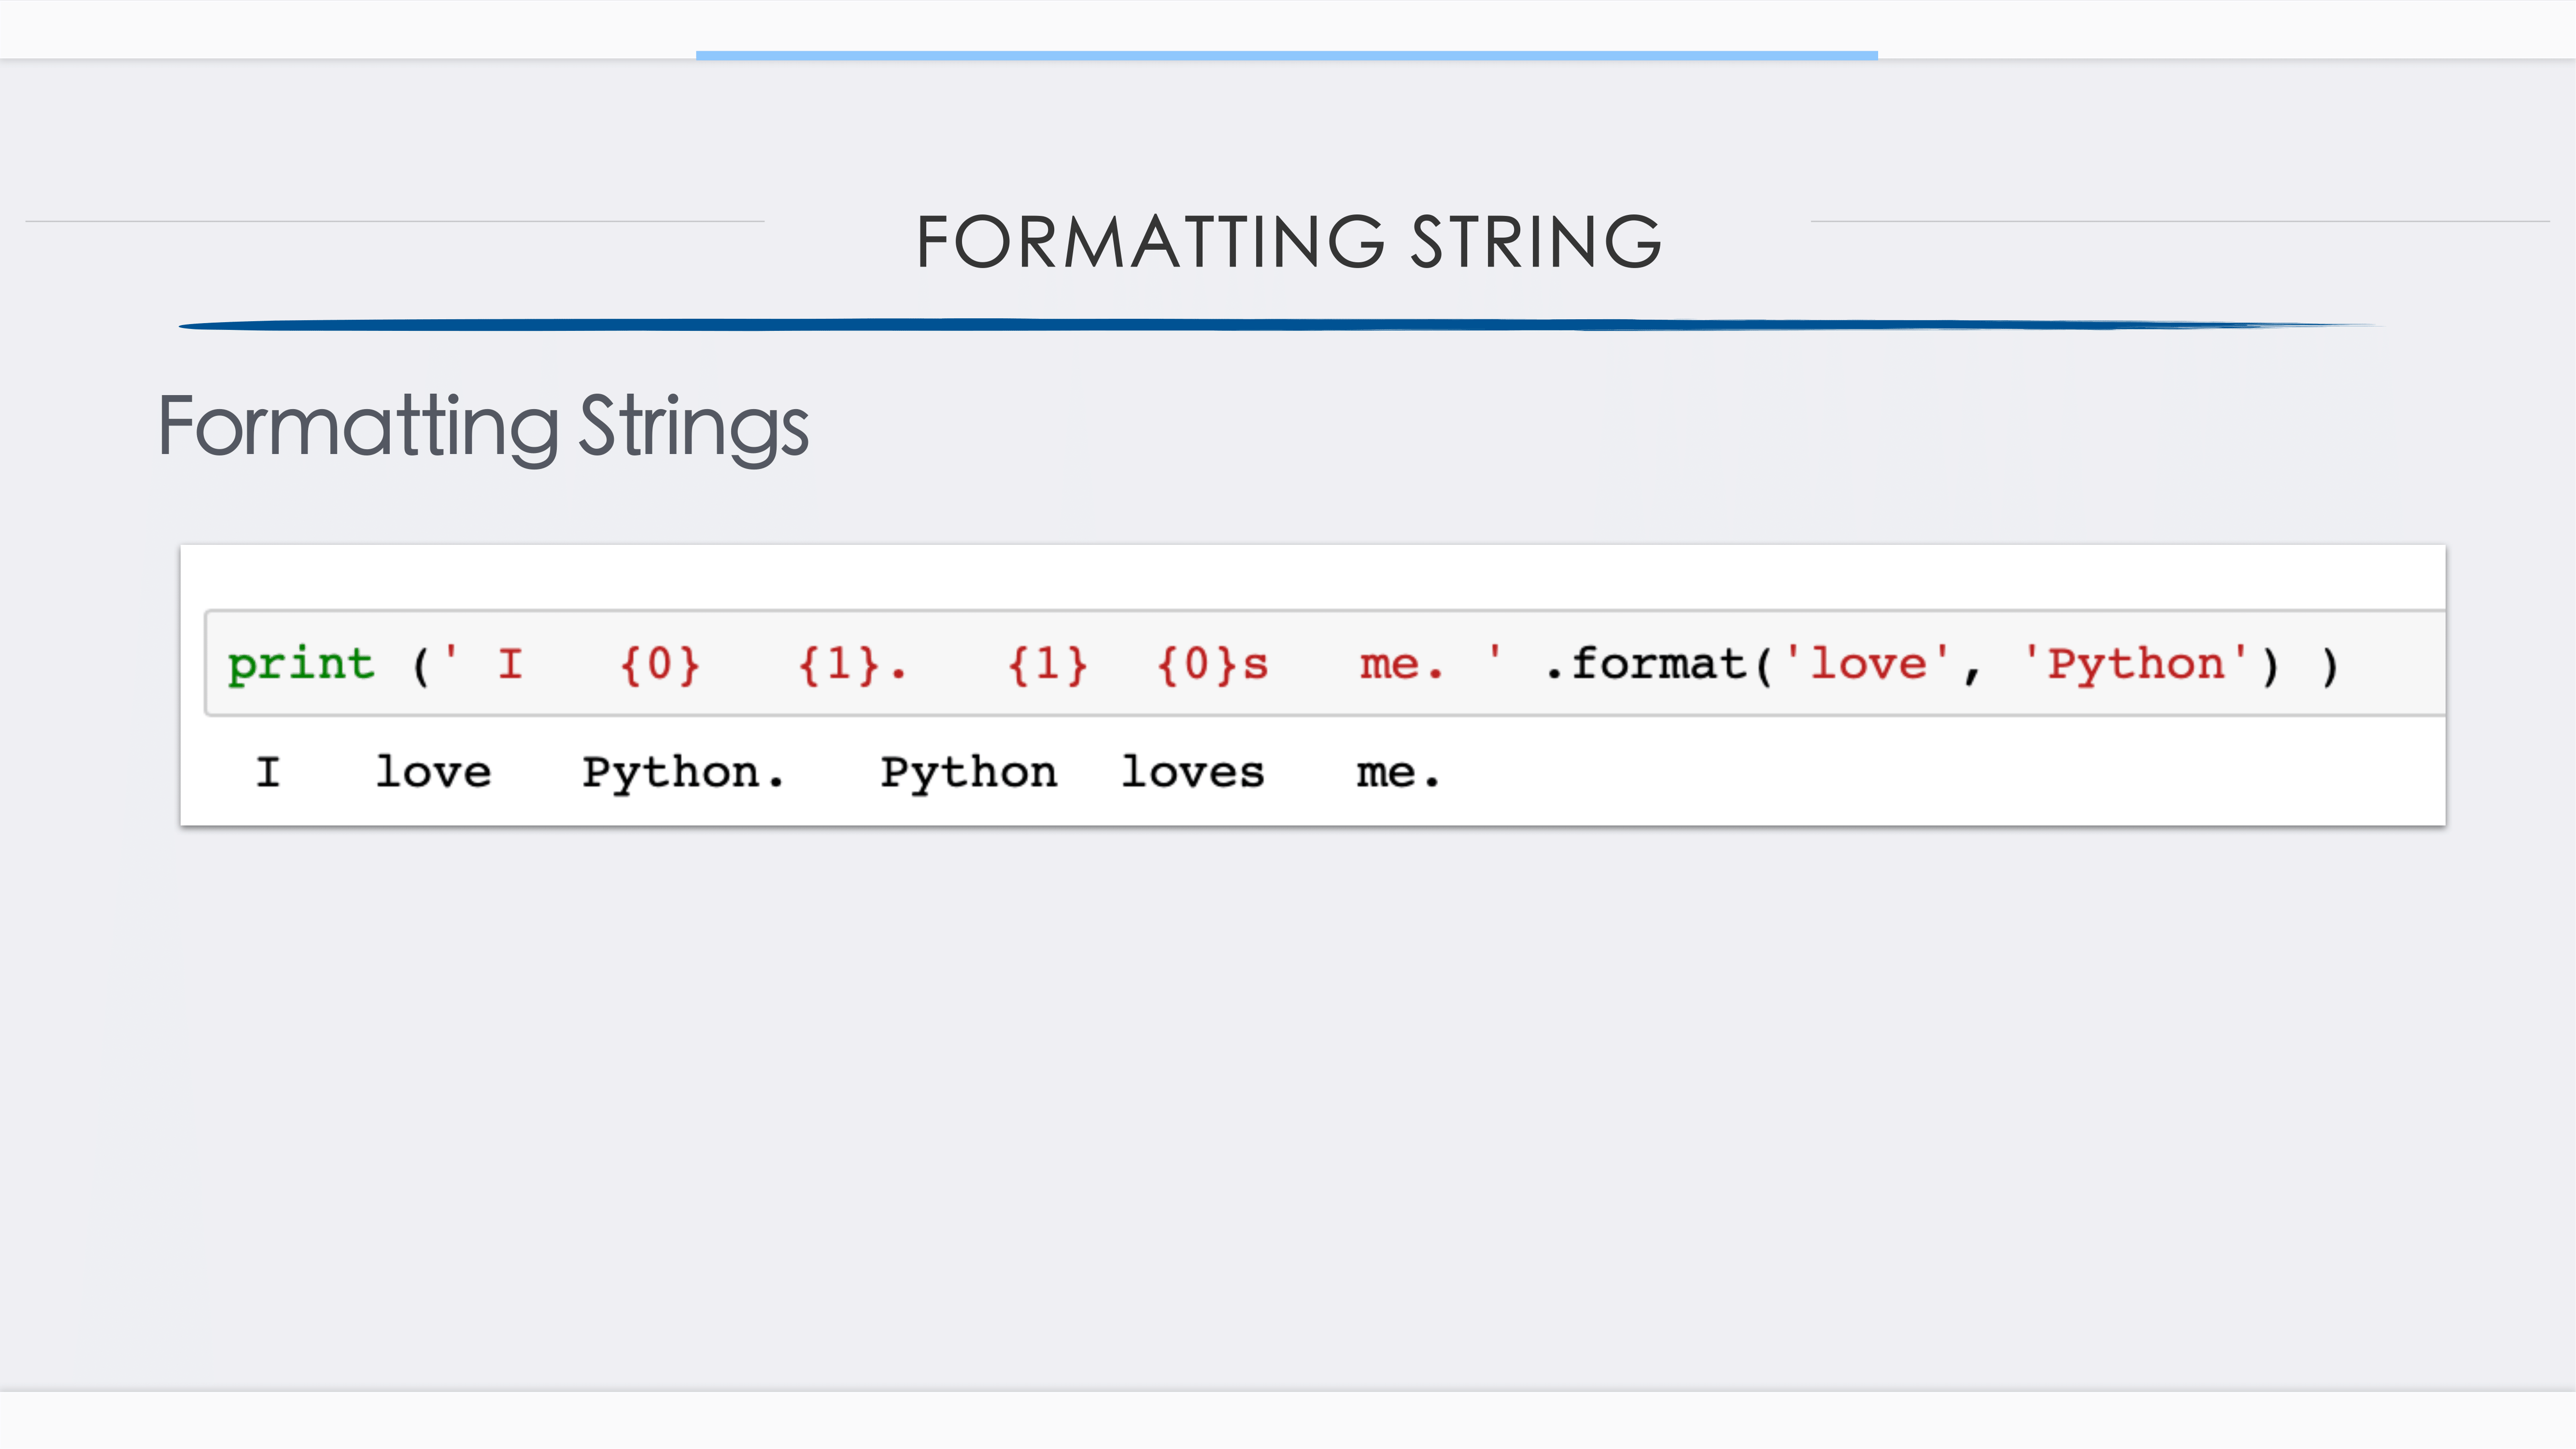 FORMATTING STRING
Formatting Strings
print (' I   {0}   {1}.   {1}  {0}s   me. ' .format('love', 'Python') )
I   love   Python.   Python  loves   me.